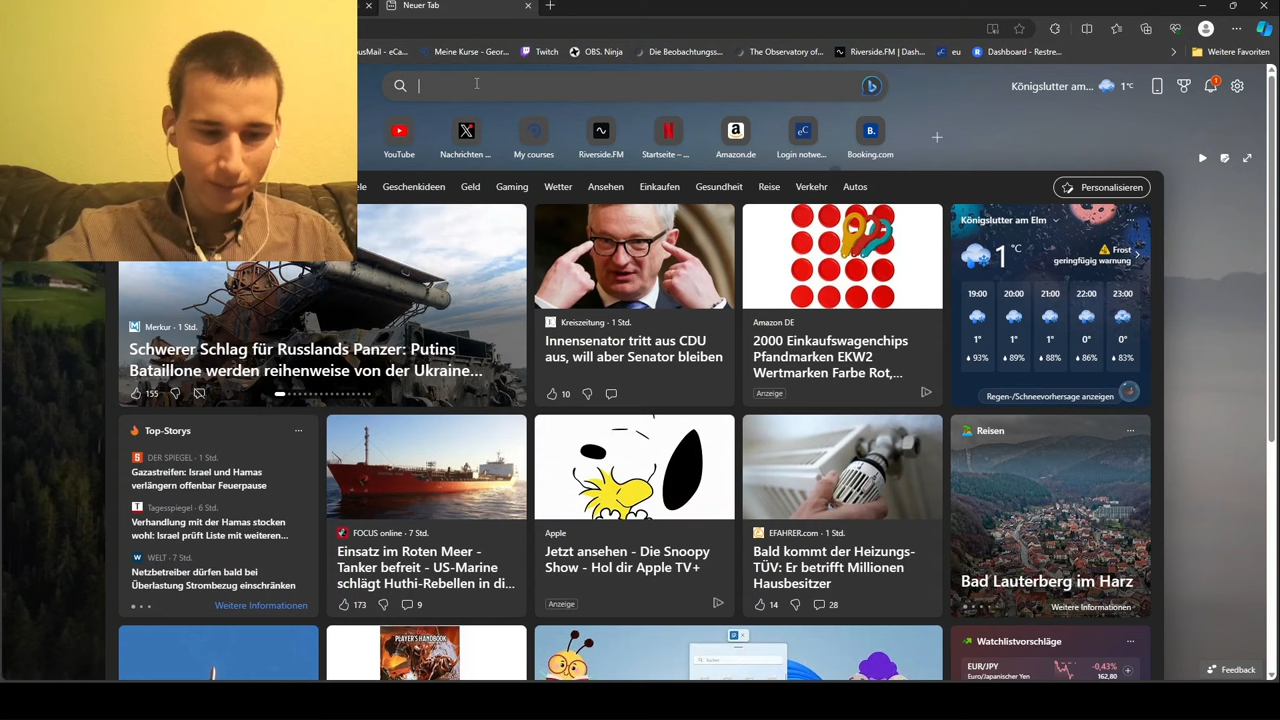 Neuer Tab
ousMail - eCa...
Meine Kurse - Geor...
Twitch
OBS. Ninja
Die Beobachtungss...
The Observatory of...
Riverside.FM | Dash...
eu
Dashboard - Restre...
Weitere Favoriten
Königslutter am...
1°C
YouTube
Nachrichten ...
My courses
Riverside.FM
Startseite – ...
Amazon.de
Login notwe...
Booking.com
ele
Geschenkideen
Geld
Gaming
Wetter
Ansehen
Einkaufen
Gesundheit
Reise
Verkehr
Autos
Personalisieren
Merkur · 1 Std.
Schwerer Schlag für Russlands Panzer: Putins
Bataillone werden reihenweise von der Ukraine...
155
Kreiszeitung · 1 Std.
Innensenator tritt aus CDU
aus, will aber Senator bleiben
10
Amazon DE
2000 Einkaufswagenchips
Pfandmarken EKW2
Wertmarken Farbe Rot,...
Anzeige
Königslutter am Elm
1 °C
Frost
geringfügig warnung
19:00 20:00 21:00 22:00 23:00
1° 1° 1° 0° 0°
93% 89% 88% 86% 83%
Regen-/Schneevorhersage anzeigen
Top-Storys
DER SPIEGEL · 1 Std.
Gazastreifen: Israel und Hamas
verlängern offenbar Feuerpause
Tagesspiegel · 6 Std.
Verhandlung mit der Hamas stocken
wohl: Israel prüft Liste mit weiteren...
WELT · 7 Std.
Netzbetreiber dürfen bald bei
Überlastung Strombezug einschränken
Weitere Informationen
FOCUS online · 7 Std.
Einsatz im Roten Meer -
Tanker befreit - US-Marine
schlägt Huthi-Rebellen in di...
173
9
Apple
Jetzt ansehen - Die Snoopy
Show - Hol dir Apple TV+
Anzeige
EFAHRER.com · 1 Std.
Bald kommt der Heizungs-
TÜV: Er betrifft Millionen
Hausbesitzer
14
28
Reisen
Bad Lauterberg im Harz
Weitere Informationen
PLAYER'S HANDBOOK
Watchlistvorschläge
EUR/JPY
Euro/Japanischer Yen
-0,43%
162,80
Feedback